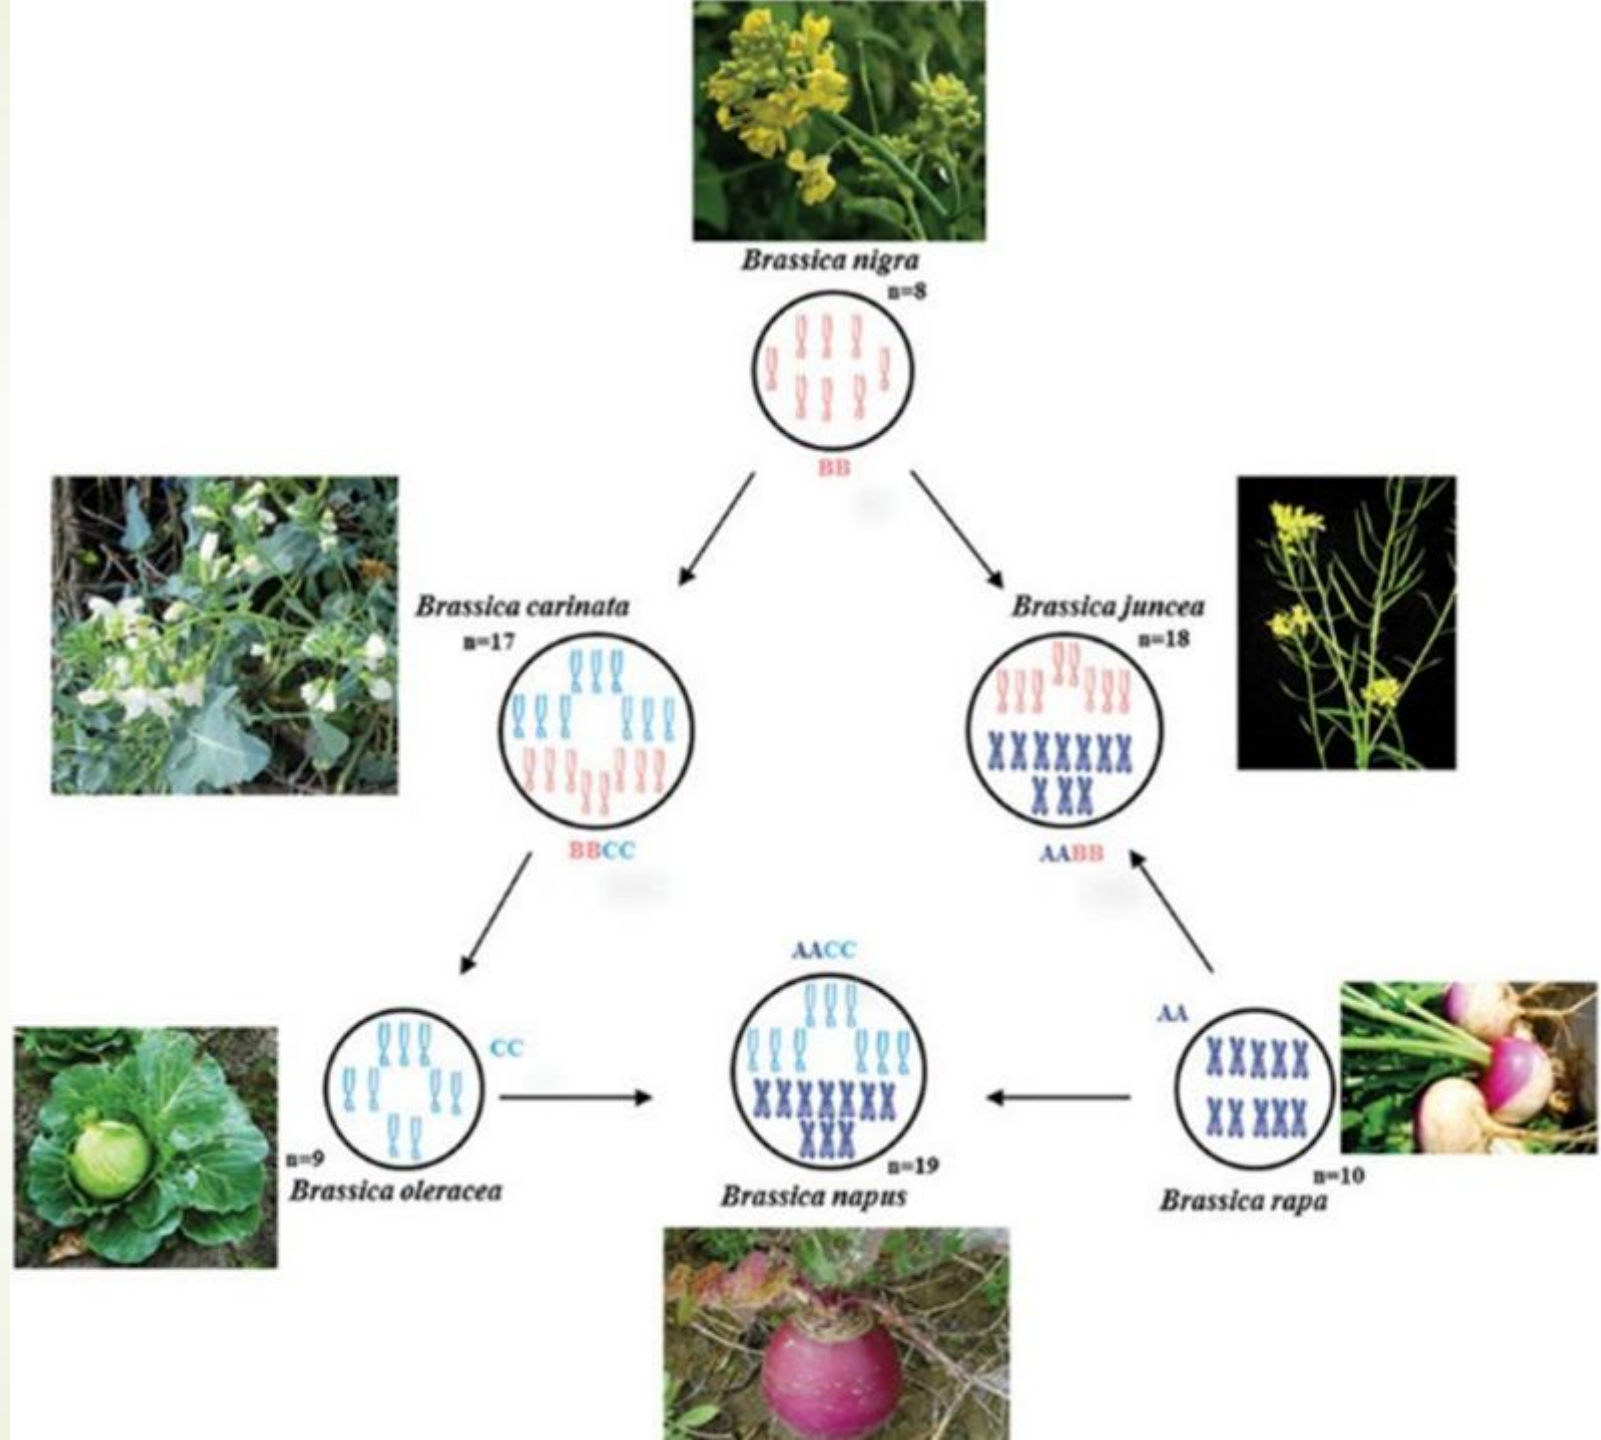 Brassica nigra
n=8
BB
Brassica carinata
n=17
BBCC
Brassica juncea
n=18
AABB
AACC
n=19
Brassica napus
CC
n=9
Brassica oleracea
AA
n=10
Brassica rapa